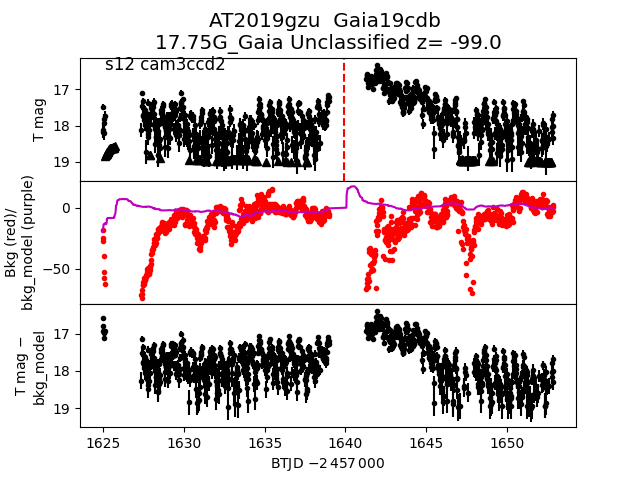 AT2019gzu  Gaia19cdb
17.75G_Gaia Unclassified z= -99.0
s12 cam3ccd2
T mag
17
18
19
Bkg (red)/
bkg_model (purple)
0
−50
T mag −
bkg_model
17
18
19
1625 1630 1635 1640 1645 1650
BTJD −2 457 000